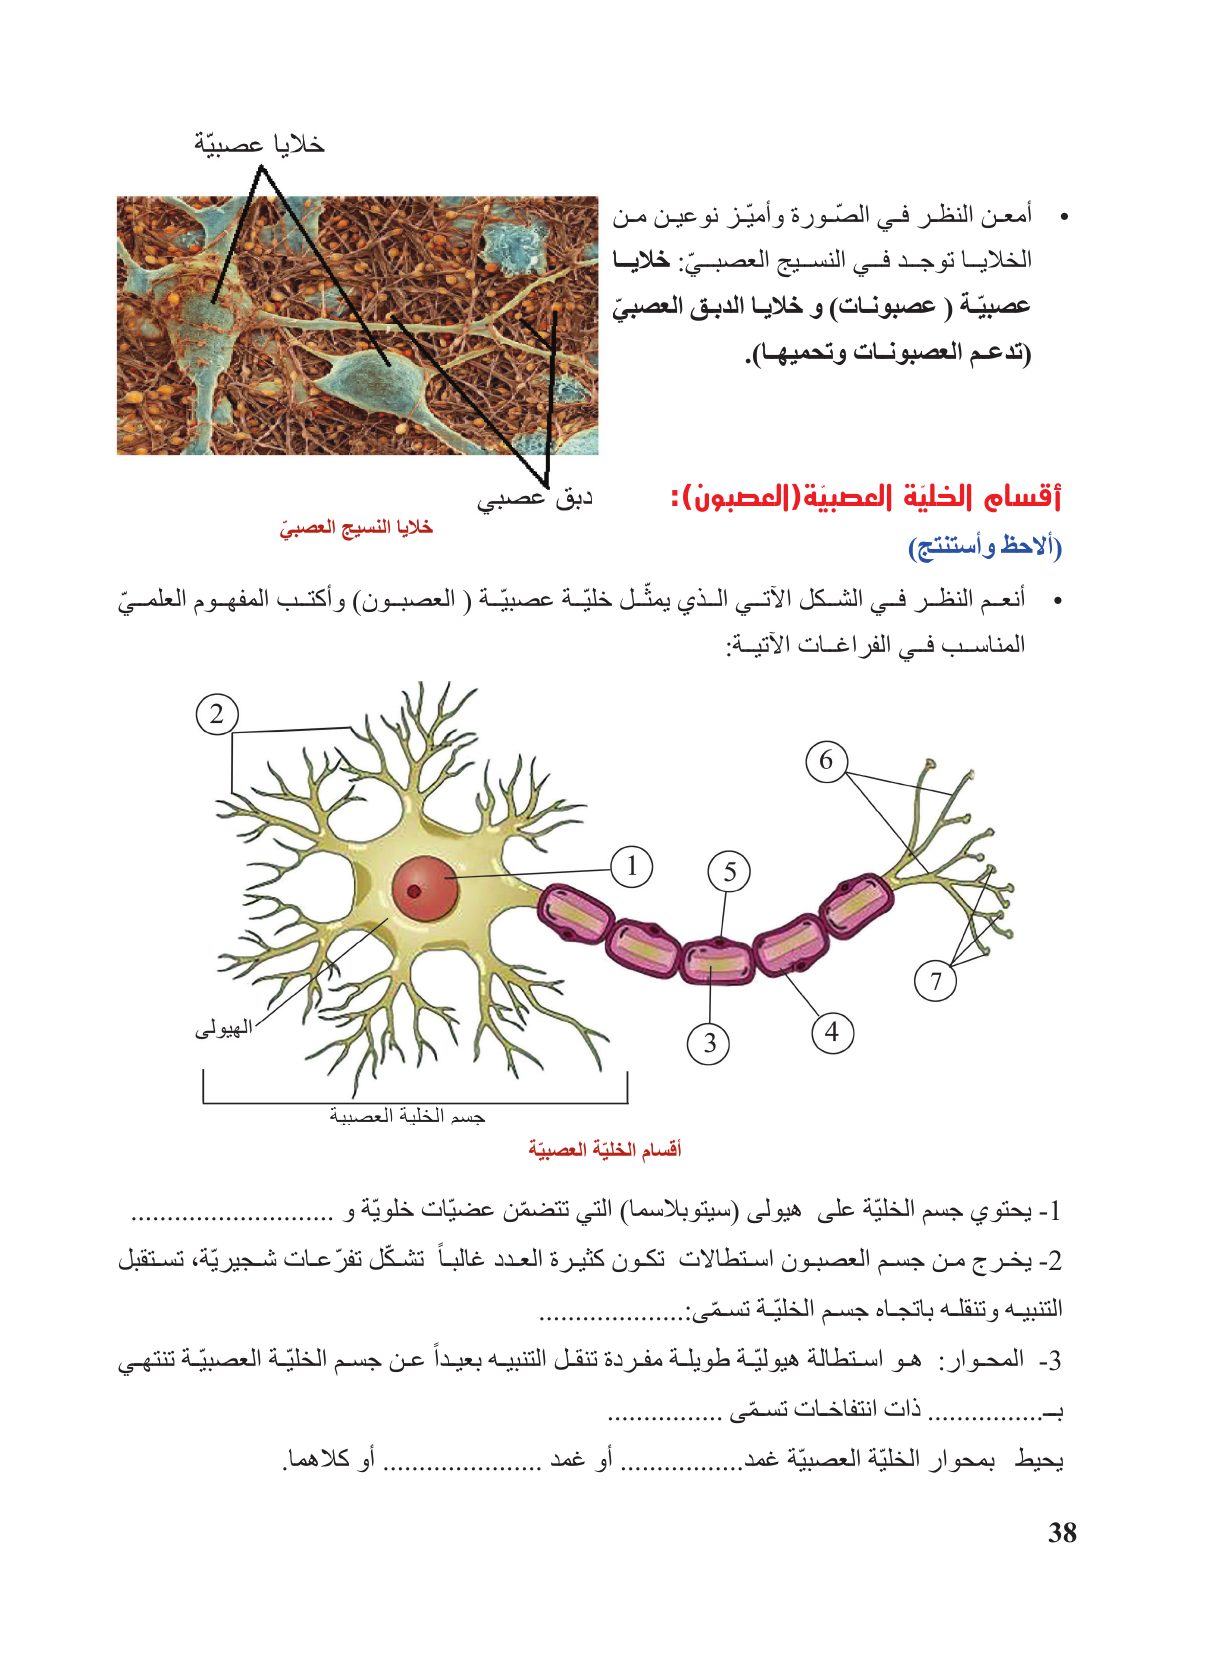 خلايا عصبيّة
• أمعن النظر في الصّورة وأميّز نوعين من
الخلايا توجد في النسيج العصبيّ: خلايا
عصبيّة ( عصبونات) و خلايا الدبق العصبيّ
(تدعم العصبونات وتحميها).
دبق عصبي
خلايا النسيج العصبيّ
أقسام الخليّة العصبيّة(العصبون):
(ألاحظ وأستنتج)
• أنعم النظر في الشكل الآتي الذي يمثّل خليّة عصبيّة ( العصبون) وأكتب المفهوم العلميّ
المناسب في الفراغات الآتية:
2
6
1
5
7
4
3
الهيولى
جسم الخلية العصبية
أقسام الخليّة العصبيّة
1- يحتوي جسم الخليّة على هيولى (سيتوبلاسما) التي تتضمّن عضيّات خلويّة و ............................
2- يخرج من جسم العصبون استطالات تكون كثيرة العدد غالباً تشكّل تفرّعات شجيريّة، تستقبل
التنبيه وتنقله باتجاه جسم الخليّة تسمّى:....................
3- المحوار: هو استطالة هيوليّة طويلة مفردة تنقل التنبيه بعيداً عن جسم الخليّة العصبيّة تنتهي
بـ................ ذات انتفاخات تسمّى ................
يحيط بمحوار الخليّة العصبيّة غمد................. أو غمد ...................... أو كلاهما.
38